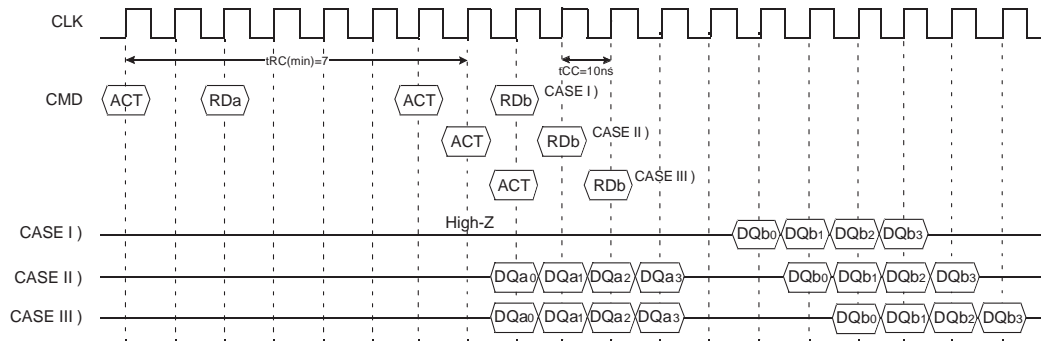 CLK
tRC(min)=7
tCC=10ns
CMD
ACT RDa ACT RDb CASE I )
ACT RDb CASE II )
ACT RDb CASE III )
High-Z
CASE I ) DQb0 DQb1 DQb2 DQb3
CASE II ) DQa0 DQa1 DQa2 DQa3 DQb0 DQb1 DQb2 DQb3
CASE III ) DQa0 DQa1 DQa2 DQa3 DQb0 DQb1 DQb2 DQb3